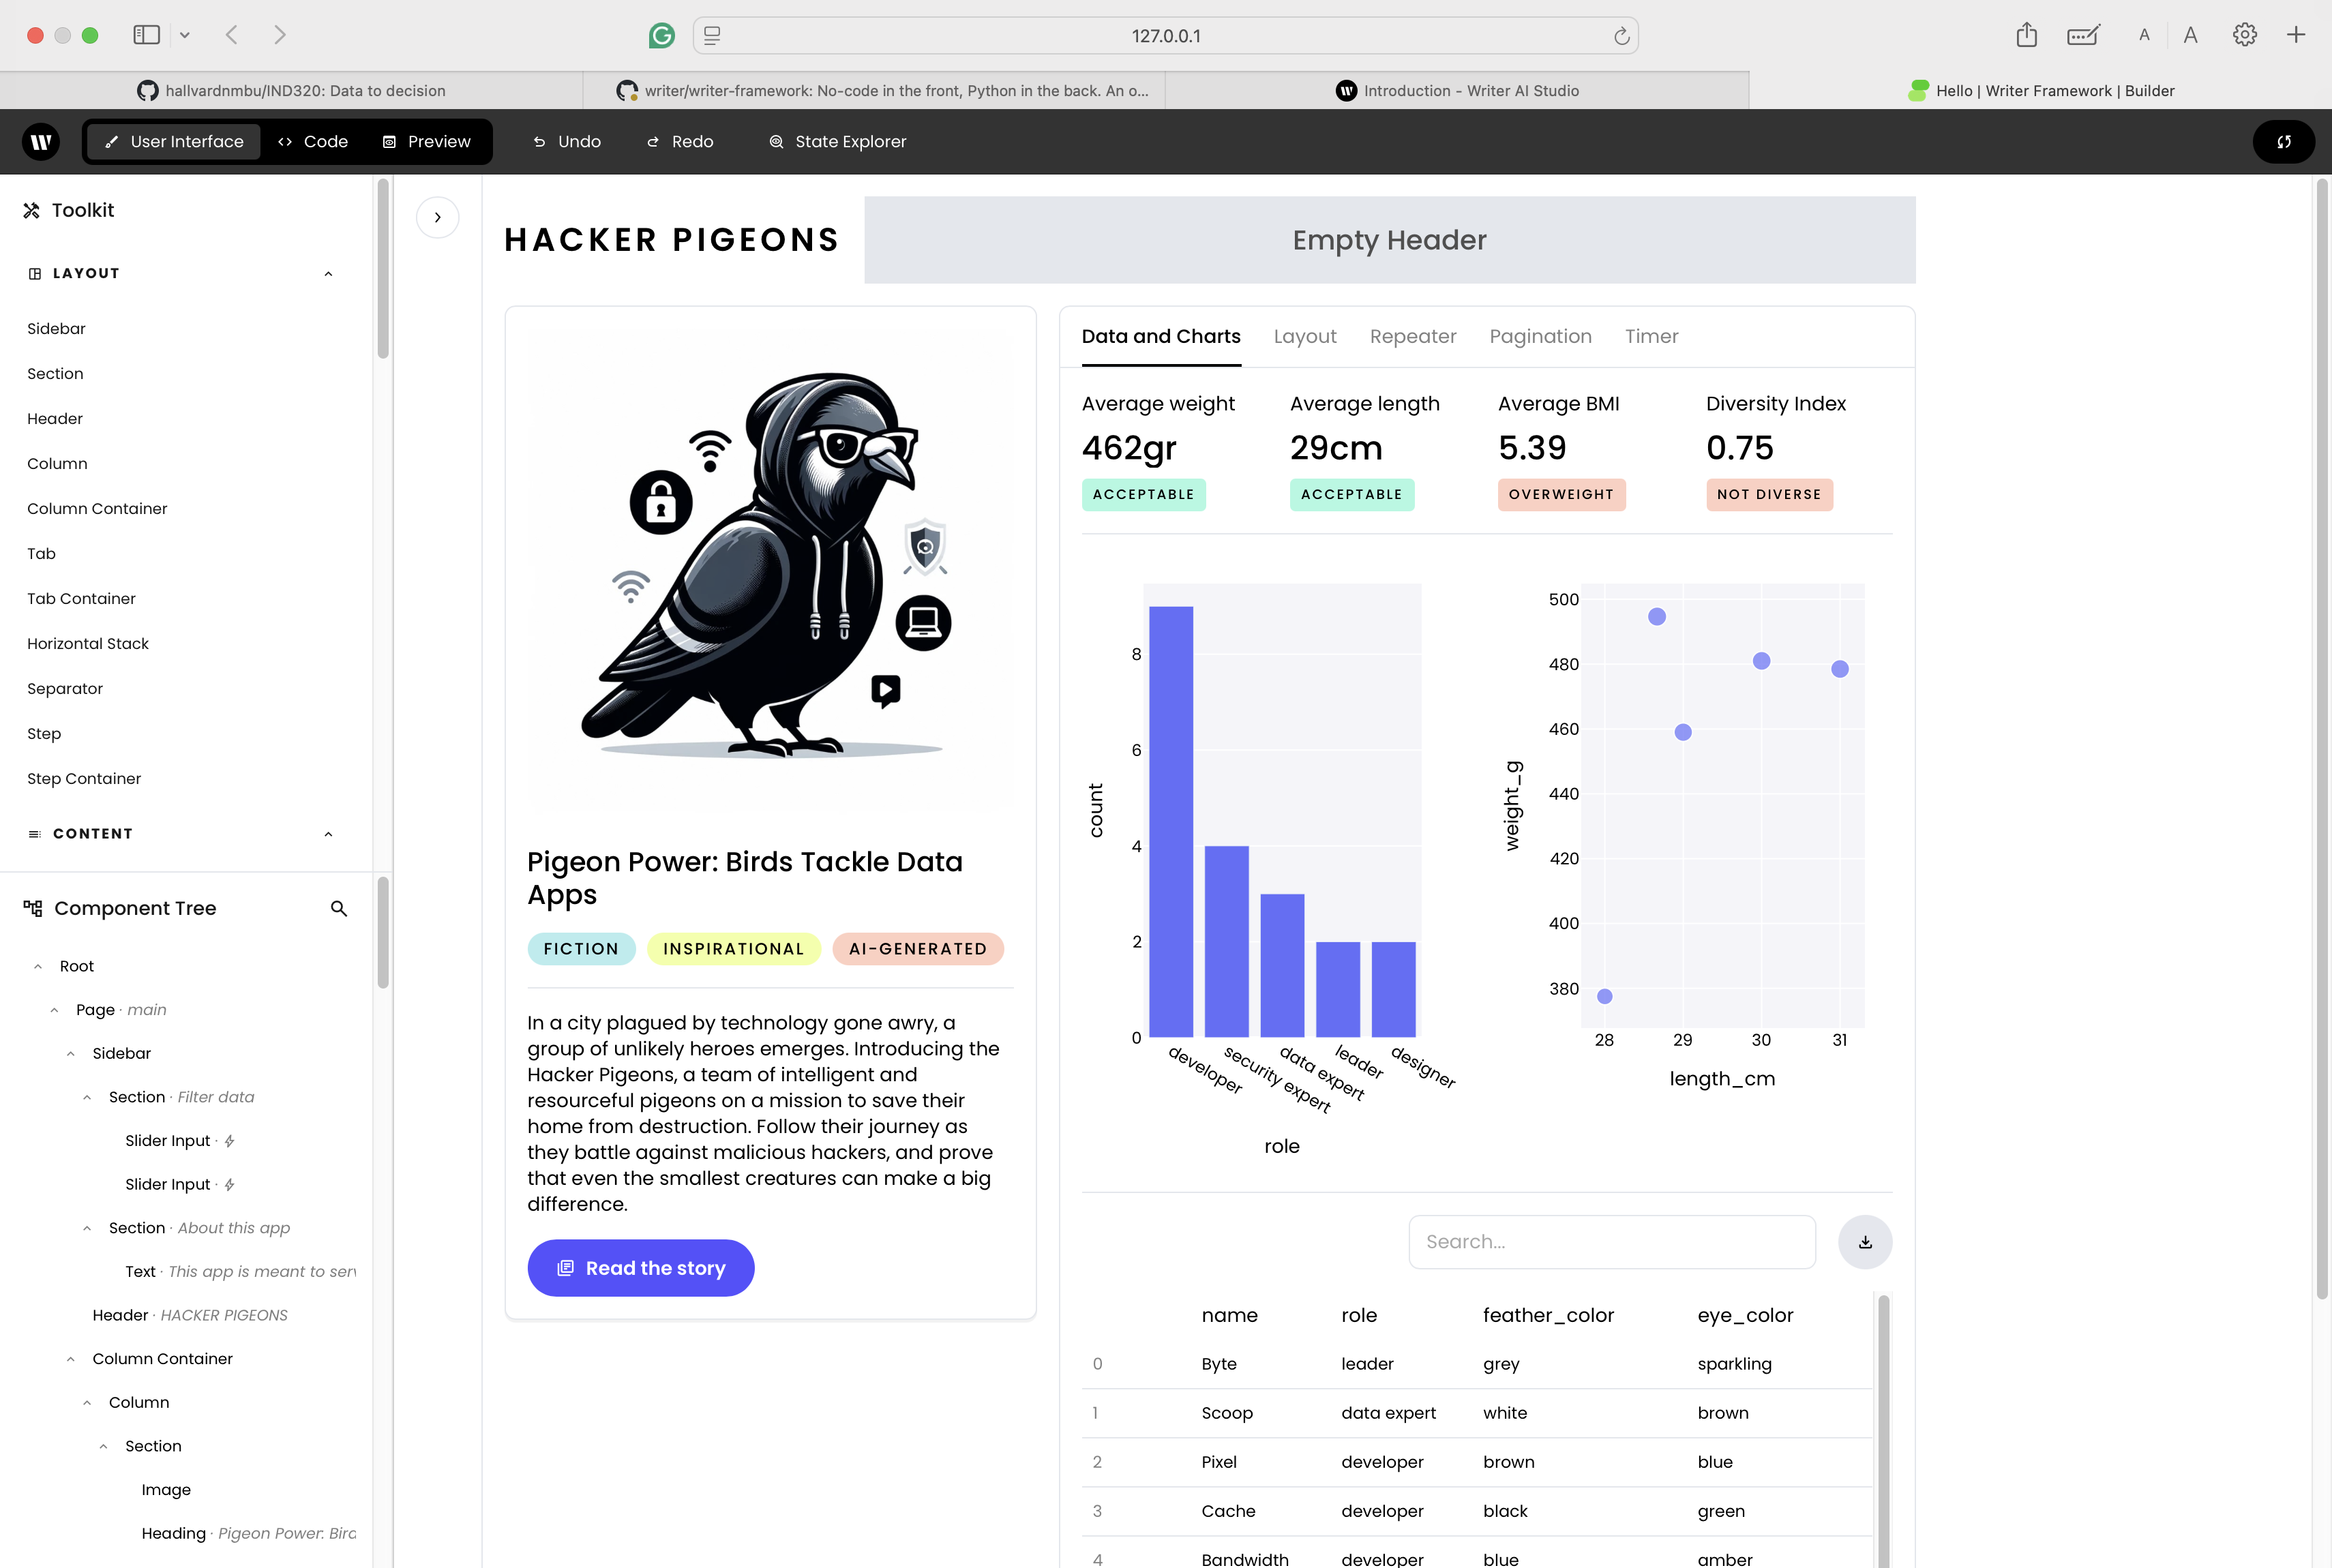 127.0.0.1
A A
hallvardnmbu/IND320: Data to decision
writer/writer-framework: No-code in the front, Python in the back. An o...
Introduction - Writer AI Studio
Hello | Writer Framework | Builder
User Interface
Code
Preview
Undo
Redo
State Explorer
Toolkit
LAYOUT
Sidebar
Section
Header
Column
Column Container
Tab
Tab Container
Horizontal Stack
Separator
Step
Step Container
CONTENT
Component Tree
Root
Page · main
Sidebar
Section · Filter data
Slider Input ·
Slider Input ·
Section · About this app
Text · This app is meant to serv
Header · HACKER PIGEONS
Column Container
Column
Section
Image
Heading · Pigeon Power: Birc
HACKER PIGEONS
Empty Header
Pigeon Power: Birds Tackle Data
Apps
FICTION
INSPIRATIONAL
AI-GENERATED
In a city plagued by technology gone awry, a
group of unlikely heroes emerges. Introducing the
Hacker Pigeons, a team of intelligent and
resourceful pigeons on a mission to save their
home from destruction. Follow their journey as
they battle against malicious hackers, and prove
that even the smallest creatures can make a big
difference.
Read the story
Data and Charts
Layout
Repeater
Pagination
Timer
Average weight
462gr
ACCEPTABLE
Average length
29cm
ACCEPTABLE
Average BMI
5.39
OVERWEIGHT
Diversity Index
0.75
NOT DIVERSE
8
6
4
2
0
count
developer
security expert
data expert
leader
designer
role
500
480
460
440
420
400
380
weight_g
28 29 30 31
length_cm
Search...
name role feather_color eye_color
0 Byte leader grey sparkling
1 Scoop data expert white brown
2 Pixel developer brown blue
3 Cache developer black green
4 Bandwidth developer blue amber